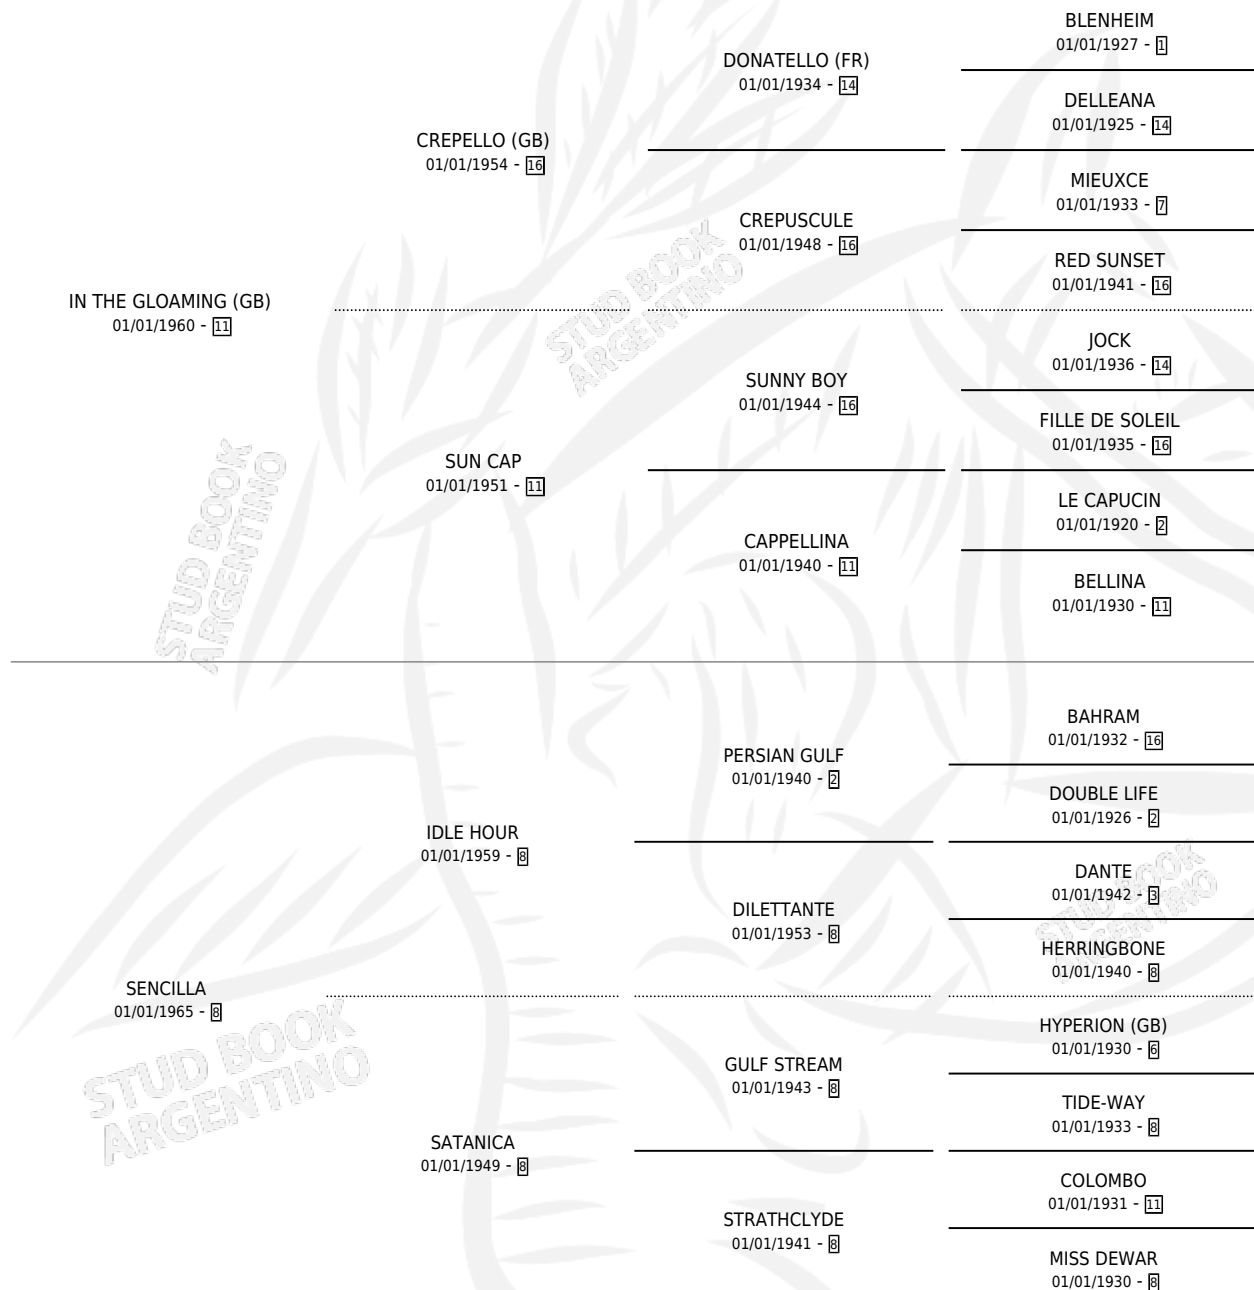 BLENHEIM
01/01/1927 - 1
DONATELLO (FR)
01/01/1934 - 14
DELLEANA
01/01/1925 - 14
CREPELLO (GB)
01/01/1954 - 16
MIEUXCE
01/01/1933 - 7
CREPUSCULE
01/01/1948 - 16
RED SUNSET
01/01/1941 - 16
IN THE GLOAMING (GB)
01/01/1960 - 11
STUD BOOK
ARGENTINO
JOCK
01/01/1936 - 14
SUNNY BOY
01/01/1944 - 16
FILLE DE SOLEIL
01/01/1935 - 16
SUN CAP
01/01/1951 - 11
LE CAPUCIN
01/01/1920 - 2
CAPPELLINA
01/01/1940 - 11
BELLINA
01/01/1930 - 11
STUD BOOK
ARGENTINO
BAHRAM
01/01/1932 - 16
PERSIAN GULF
01/01/1940 - 2
DOUBLE LIFE
01/01/1926 - 2
IDLE HOUR
01/01/1959 - 8
DANTE
01/01/1942 - 3
STUD BOOK
ARGENTINO
DILETTANTE
01/01/1953 - 8
HERRINGBONE
01/01/1940 - 8
SENCILLA
01/01/1965 - 8
STUD BOOK
ARGENTINO
HYPERION (GB)
01/01/1930 - 6
GULF STREAM
01/01/1943 - 8
TIDE-WAY
01/01/1933 - 8
SATANICA
01/01/1949 - 8
COLOMBO
01/01/1931 - 11
STRATHCLYDE
01/01/1941 - 8
MISS DEWAR
01/01/1930 - 8